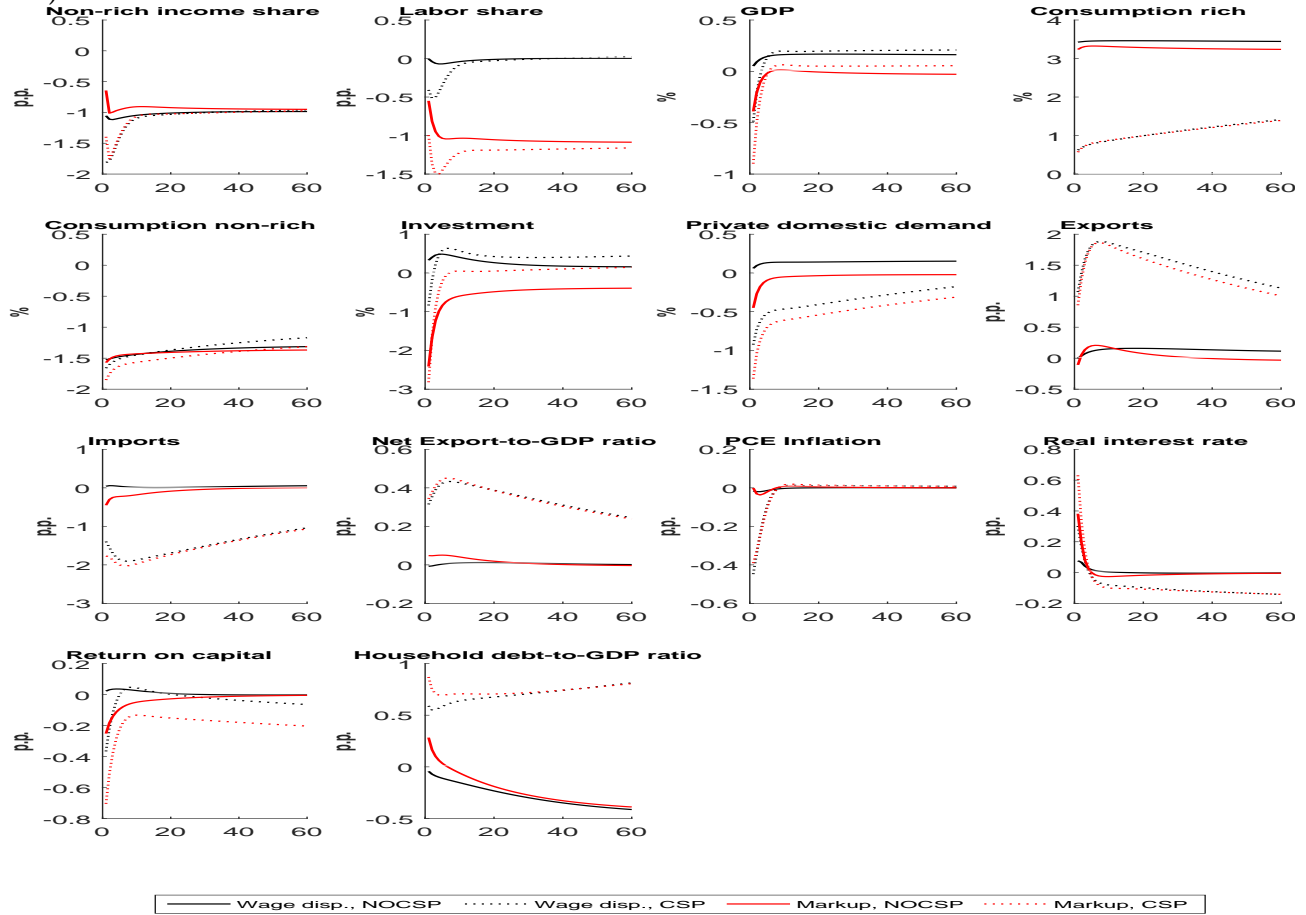 )
Non-rich income share
Labor share
GDP
Consumption rich
0.5
0
-0.5
-1
-1.5
-2
p.p.
0 20 40 60
0.5
0
-0.5
-1
-1.5
p.p.
0 20 40 60
0.5
0
-0.5
-1
%
0 20 40 60
4
3
2
1
0
%
0 20 40 60
Consumption non-rich
Investment
Private domestic demand
Exports
0.5
0
-0.5
-1
-1.5
-2
%
0 20 40 60
1
0
-1
-2
-3
%
0 20 40 60
0.5
0
-0.5
-1
-1.5
%
0 20 40 60
2
1.5
1
0.5
0
-0.5
p.p.
0 20 40 60
Imports
Net Export-to-GDP ratio
PCE Inflation
Real interest rate
1
0
-1
-2
-3
p.p.
0 20 40 60
0.6
0.4
0.2
0
-0.2
p.p.
0 20 40 60
0.2
0
-0.2
-0.4
-0.6
p.p.
0 20 40 60
0.8
0.6
0.4
0.2
0
-0.2
p.p.
0 20 40 60
Return on capital
Household debt-to-GDP ratio
0.2
0
-0.2
-0.4
-0.6
-0.8
p.p.
0 20 40 60
1
0.5
0
-0.5
p.p.
0 20 40 60
Wage disp., NOCSP Wage disp., CSP Markup, NOCSP Markup, CSP